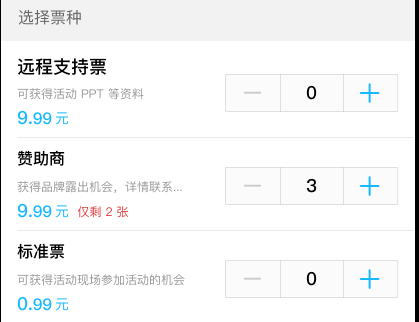 选择票种
远程支持票
可获得活动 PPT 等资料
9.99 元
0
赞助商
获得品牌露出机会，详情联系...
9.99 元 仅剩 2 张
3
标准票
可获得活动现场参加活动的机会
0.99 元
0